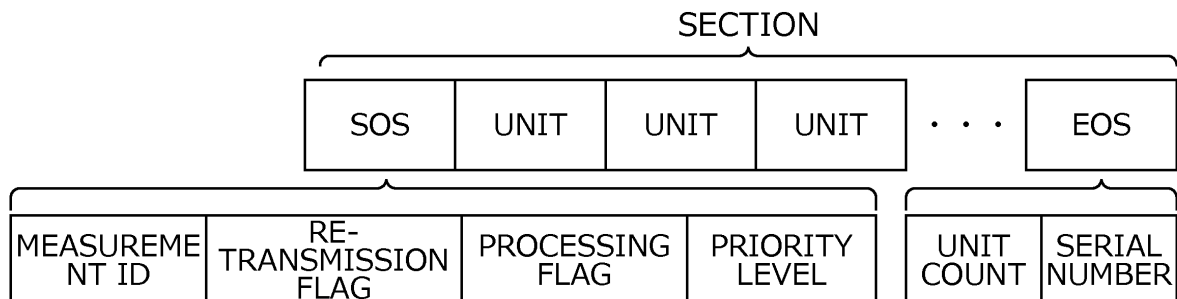 SECTION
SOS UNIT UNIT UNIT · · · EOS
MEASUREME
NT ID
RE-
TRANSMISSION
FLAG
PROCESSING
FLAG
PRIORITY
LEVEL
UNIT
COUNT
SERIAL
NUMBER